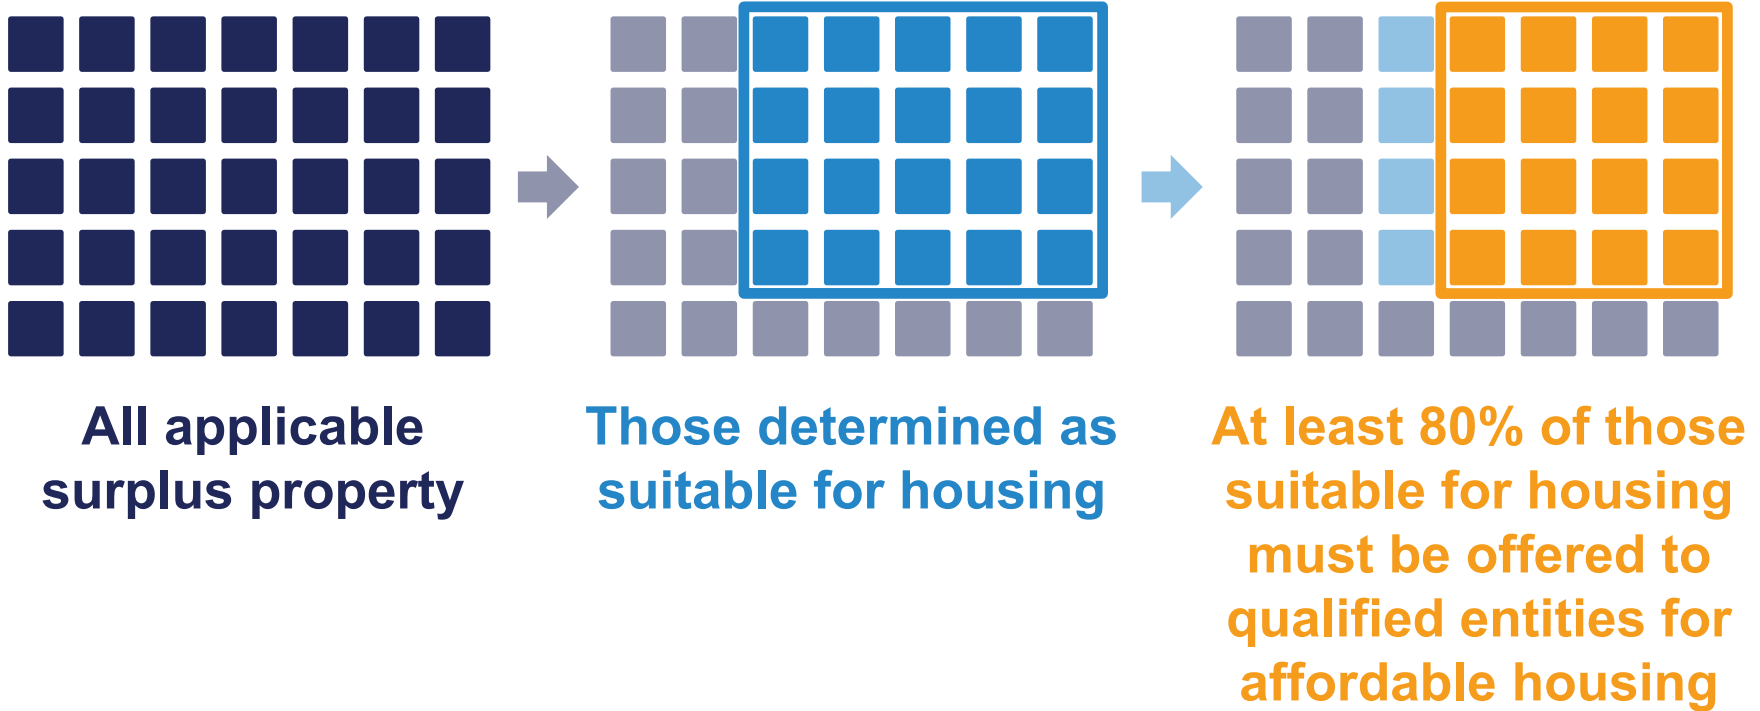 All applicable
surplus property
Those determined as
suitable for housing
At least 80% of those
suitable for housing
must be offered to
qualified entities for
affordable housing